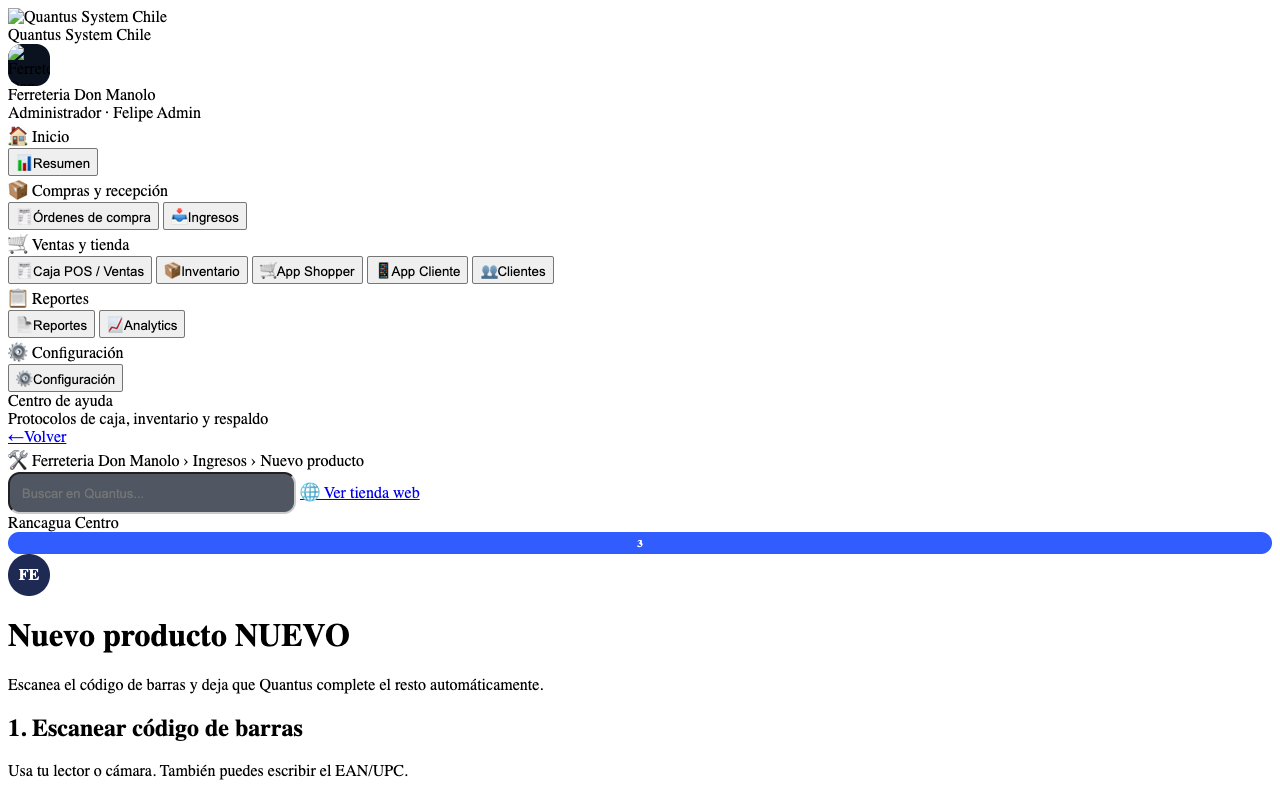 Quantus System Chile
Quantus System Chile
Ferreteria Don Manolo
Administrador · Felipe Admin
🏠 Inicio
📊Resumen
📦 Compras y recepción
🧾Órdenes de compra 📥Ingresos
🛒 Ventas y tienda
🧾Caja POS / Ventas 📦Inventario 🛒App Shopper 📱App Cliente 👥Clientes
📋 Reportes
Reportes 📈Analytics
⚙️ Configuración
⚙️Configuración
Centro de ayuda
Protocolos de caja, inventario y respaldo
←Volver
🛠️ Ferreteria Don Manolo › Ingresos › Nuevo producto
Buscar en Quantus... 🌐 Ver tienda web
Rancagua Centro
3
FE
Nuevo producto NUEVO
Escanea el código de barras y deja que Quantus complete el resto automáticamente.
1. Escanear código de barras
Usa tu lector o cámara. También puedes escribir el EAN/UPC.